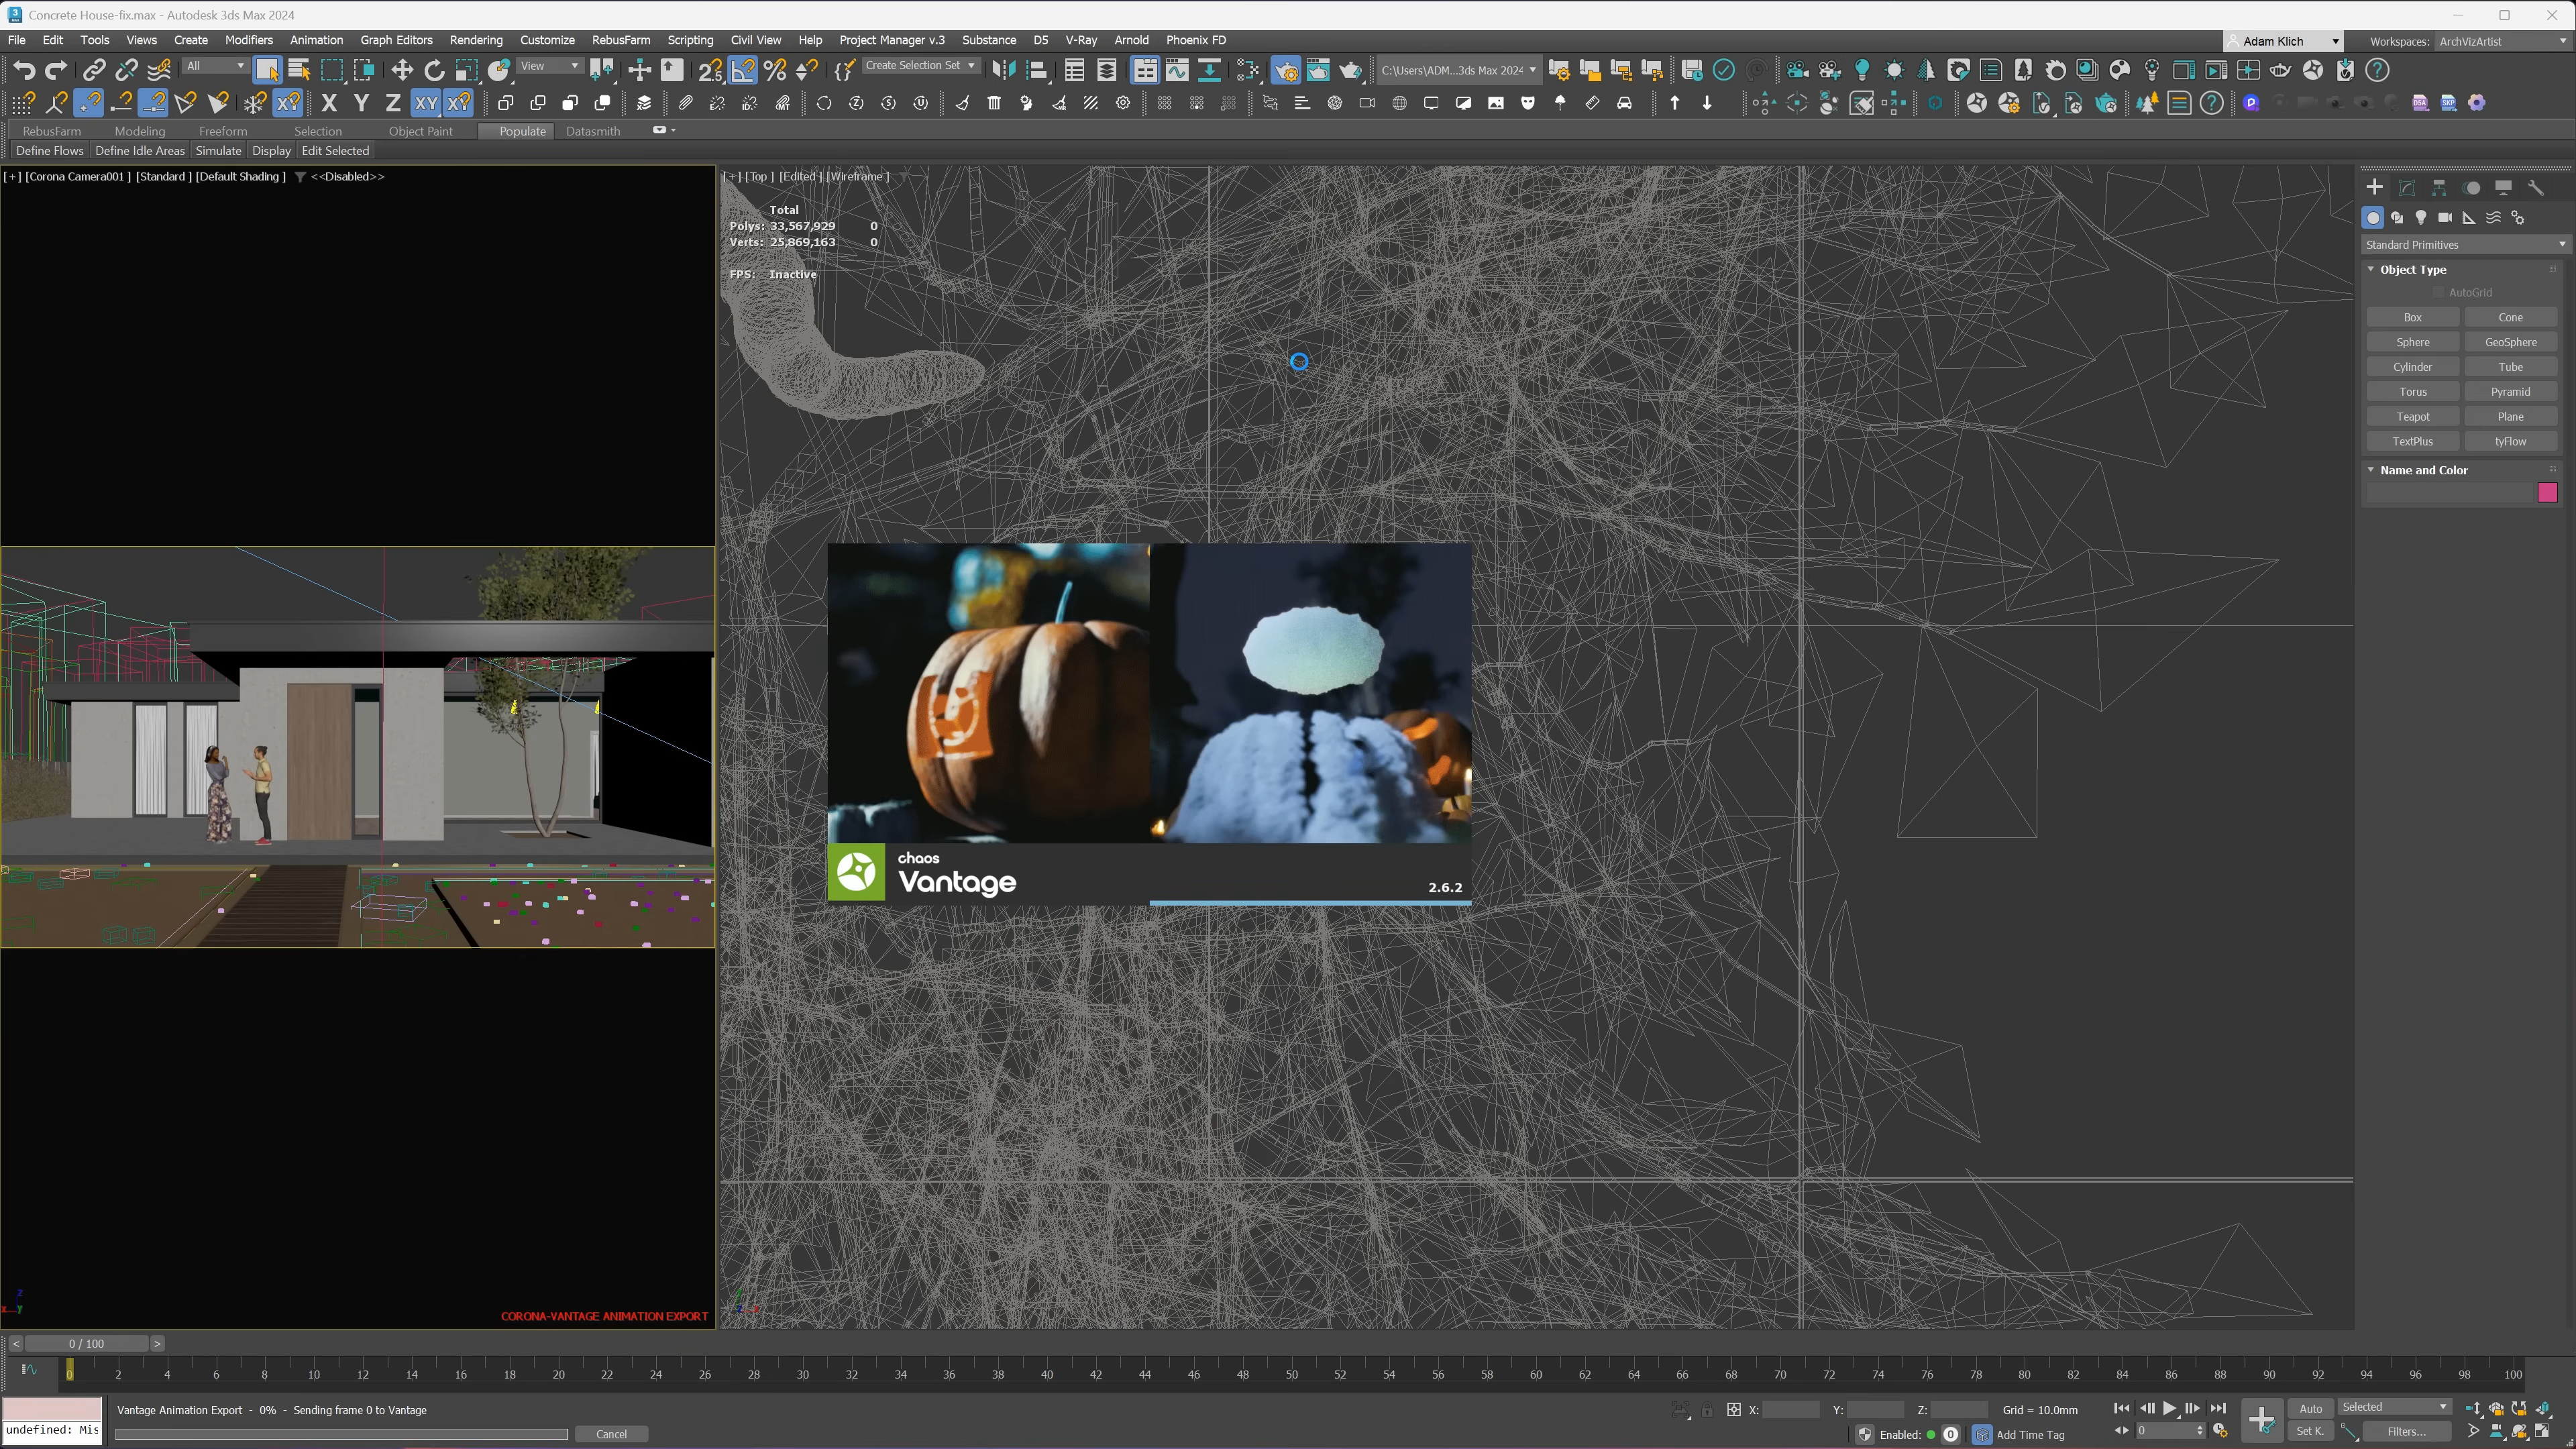 Concrete House-fix.max - Autodesk 3ds Max 2024
File Edit Tools Views Create Modifiers Animation Graph Editors Rendering Customize RebusFarm Scripting Civil View Help Project Manager v.3 Substance D5 V-Ray Arnold Phoenix FD
Adam Klich
Workspaces: ArchVizArtist
All
View
Create Selection Set
C:\Users\ADM...3ds Max 2024
X Y Z XY
RebusFarm Modeling Freeform Selection Object Paint Populate Datasmith
Define Flows Define Idle Areas Simulate Display Edit Selected
[+] [Corona Camera001 ] [Standard ] [Default Shading ] <<Disabled>>
CORONA-VANTAGE ANIMATION EXPORT
[+] [Top ] [Edited ] [Wireframe ]
Total
Polys: 33,567,929 0
Verts: 25,869,163 0
FPS: Inactive
chaos
Vantage
2.6.2
Standard Primitives
Object Type
AutoGrid
Box Cone
Sphere GeoSphere
Cylinder Tube
Torus Pyramid
Teapot Plane
TextPlus tyFlow
Name and Color
< 0 / 100 >
0 2 4 6 8 10 12 14 16 18 20 22 24 26 28 30 32 34 36 38 40 42 44 46 48 50 52 54 56 58 60 62 64 66 68 70 72 74 76 78 80 82 84 86 88 90 92 94 96 98 100
Vantage Animation Export - 0% - Sending frame 0 to Vantage
undefined: Mis
Cancel
X: Y: Z: Grid = 10.0mm
Enabled: 0 Add Time Tag
0
Auto Selected
Set K. Filters...